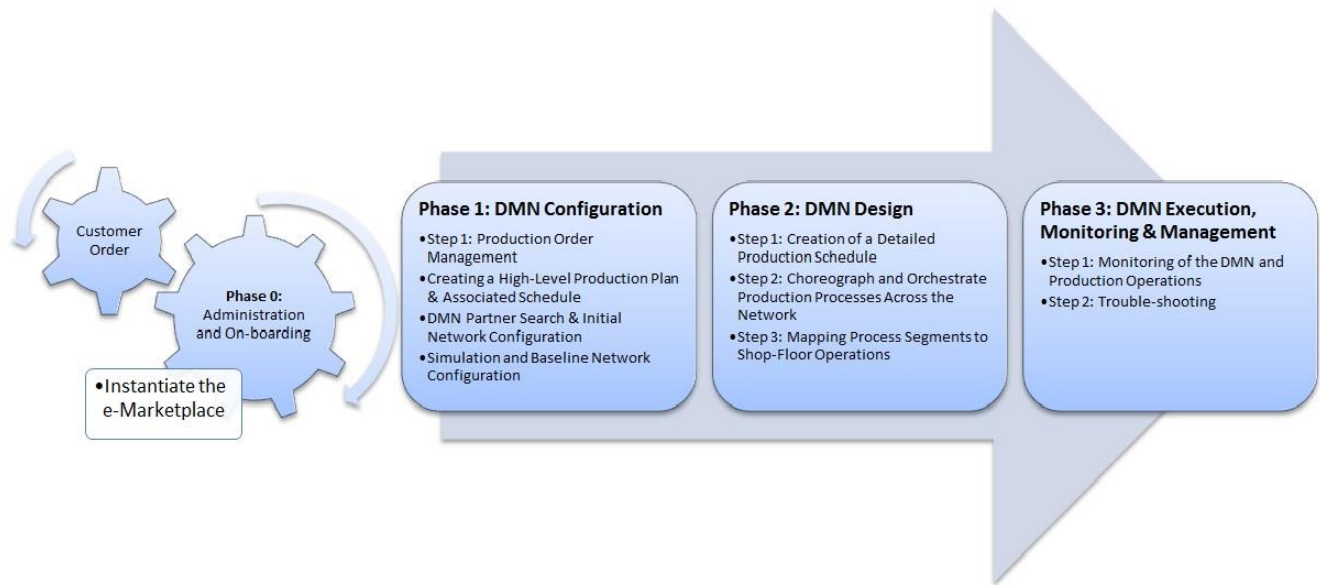 Customer
Order
Phase 0:
Administration
and On-boarding
•Instantiate the
e-Marketplace
Phase 1: DMN Configuration
•Step 1: Production Order
Management
•Creating a High-Level Production Plan
& Associated Schedule
•DMN Partner Search & Initial
Network Configuration
•Simulation and Baseline Network
Configuration
Phase 2: DMN Design
•Step 1: Creation of a Detailed
Production Schedule
•Step 2: Choreograph and Orchestrate
Production Processes Across the
Network
•Step 3: Mapping Process Segments to
Shop-Floor Operations
Phase 3: DMN Execution,
Monitoring & Management
•Step 1: Monitoring of the DMN and
Production Operations
•Step 2: Trouble-shooting